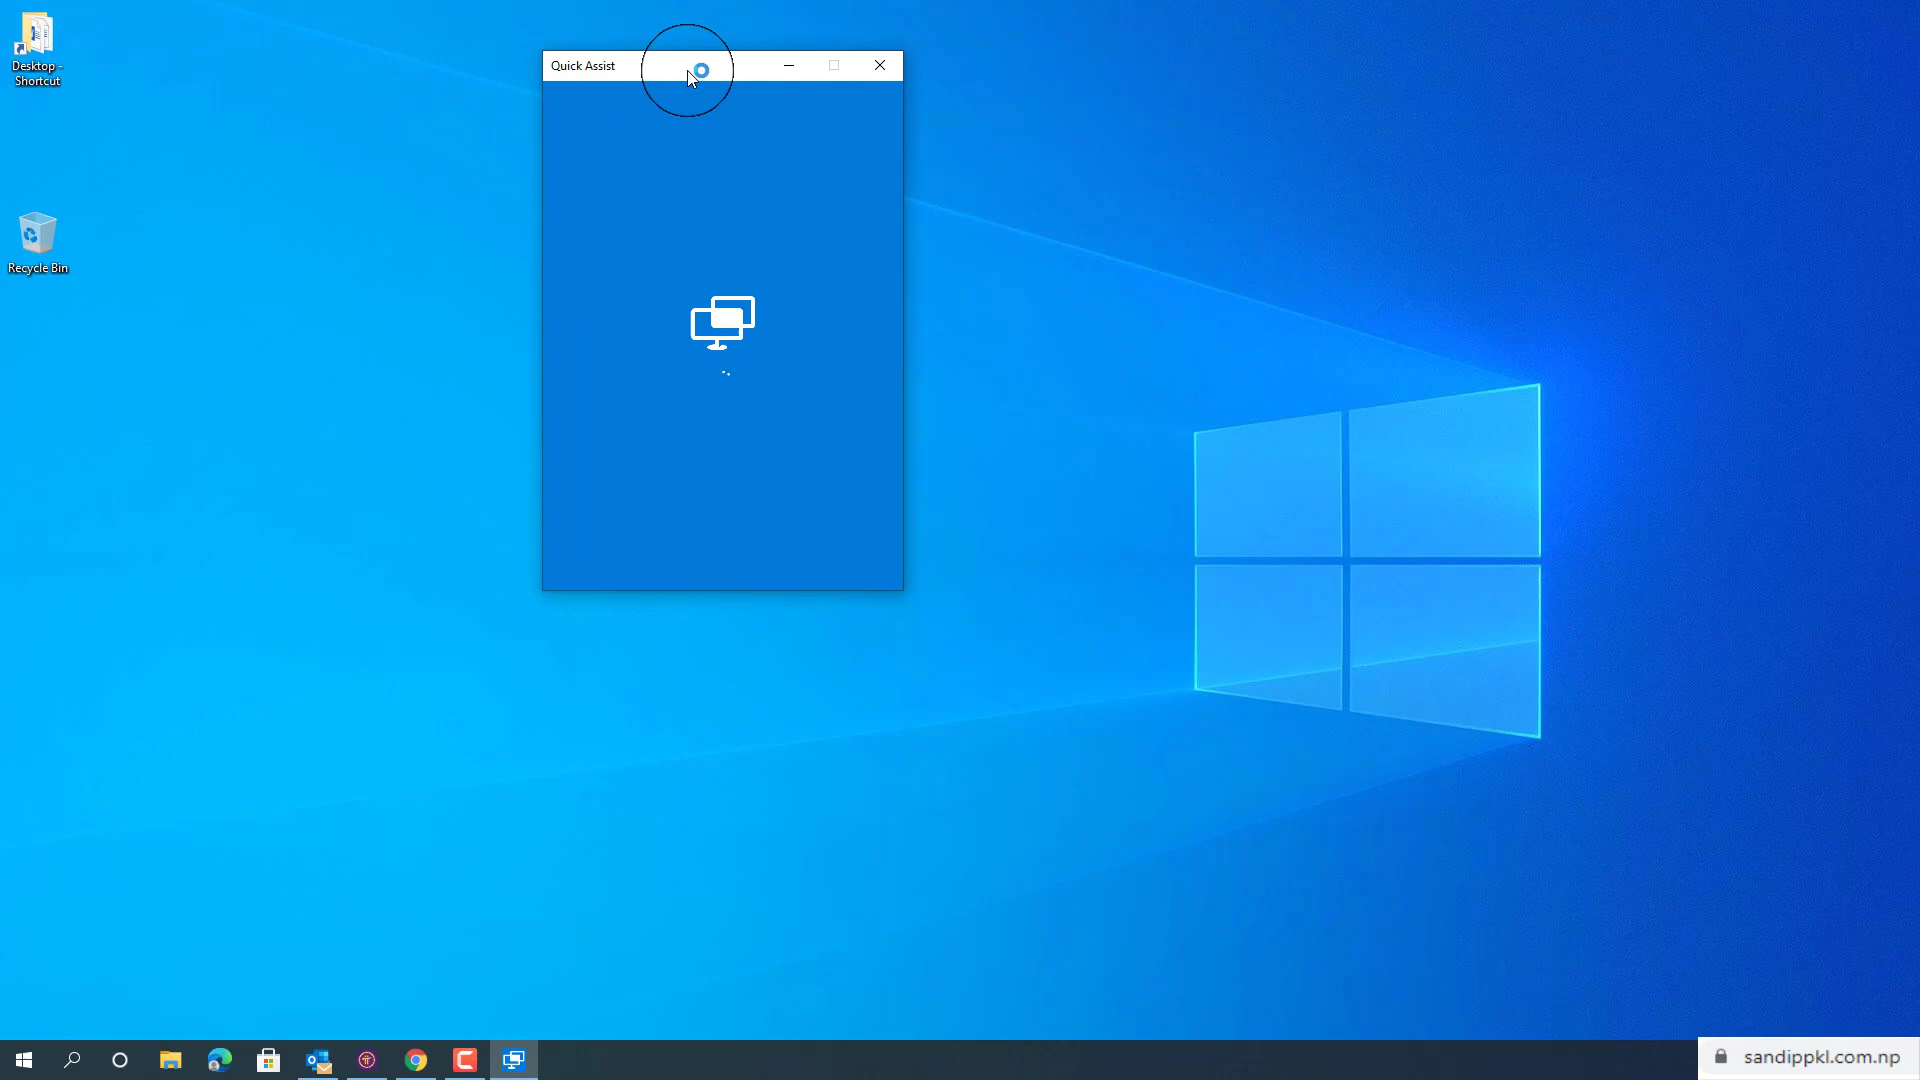 Desktop -
Shortcut
Quick Assist
Recycle Bin
sandippkl.com.np